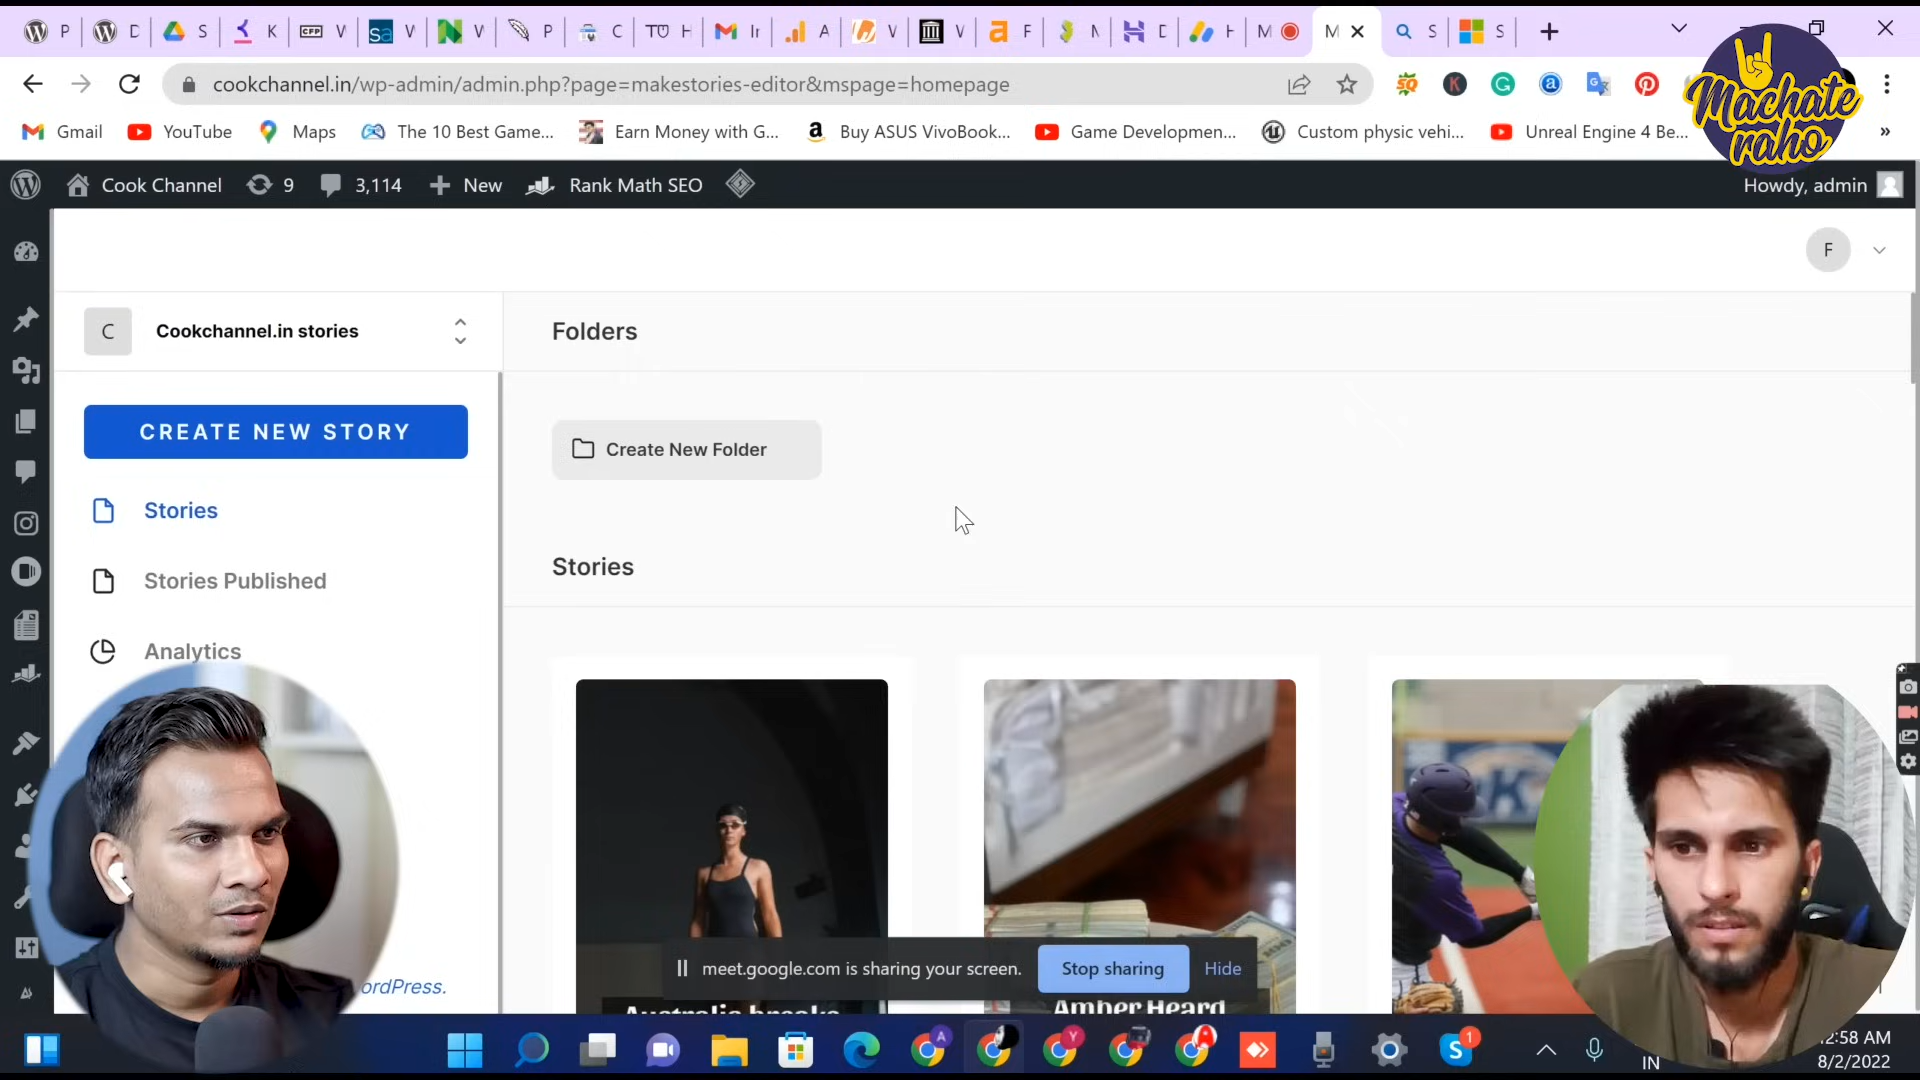 P D S K V V V P C H I A V V F N D H M M S S
cookchannel.in/wp-admin/admin.php?page=makestories-editor&mspage=homepage
Machate
raho
Gmail YouTube Maps The 10 Best Game... Earn Money with G... Buy ASUS VivoBook... Game Developmen... Custom physic vehi... Unreal Engine 4 Be... »
Cook Channel 9 3,114 New Rank Math SEO Howdy, admin
F
C Cookchannel.in stories Folders
CREATE NEW STORY
Create New Folder
Stories
Stories
Stories Published
Analytics
meet.google.com is sharing your screen. Stop sharing Hide
ordPress.
Amber Heard
:58 AM
IN 8/2/2022